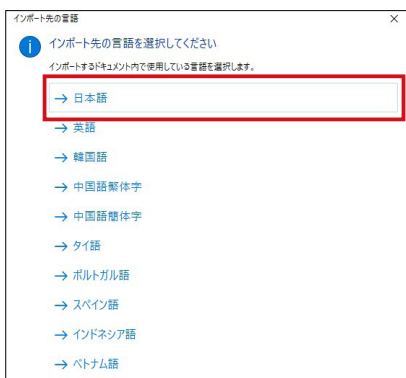 インポート先の言語
インポート先の言語を選択してください
インポートするドキュメント内で使用している言語を選択します。
→ 日本語
→ 英語
→ 韓国語
→ 中国語繁体字
→ 中国語簡体字
→ タイ語
→ ポルトガル語
→ スペイン語
→ インドネシア語
→ ベトナム語